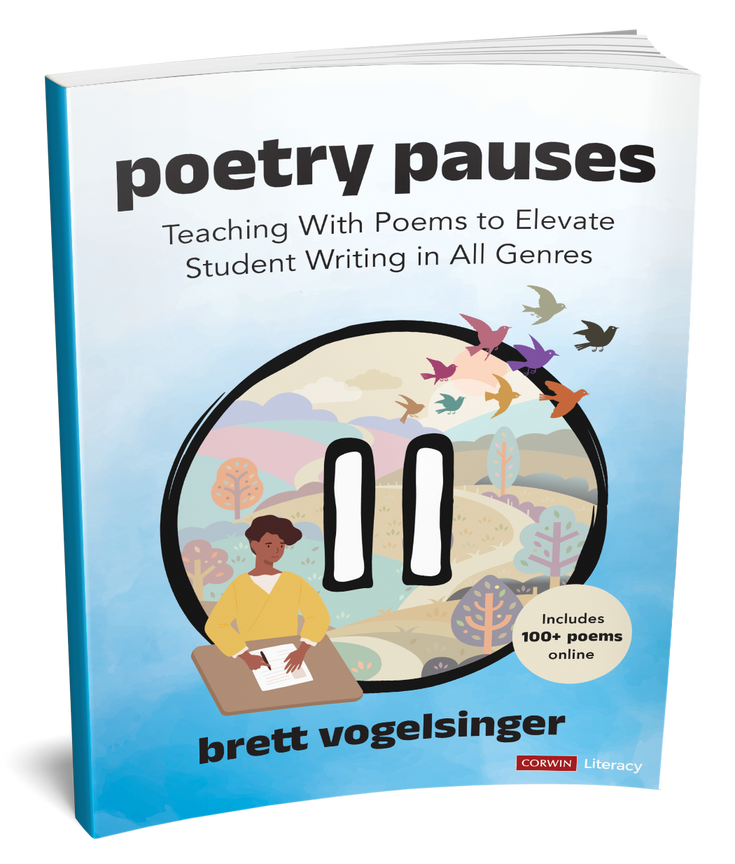 poetry pauses
Teaching With Poems to Elevate
Student Writing in All Genres
Includes
100+ poems
online
brett vogelsinger
CORWIN Literacy